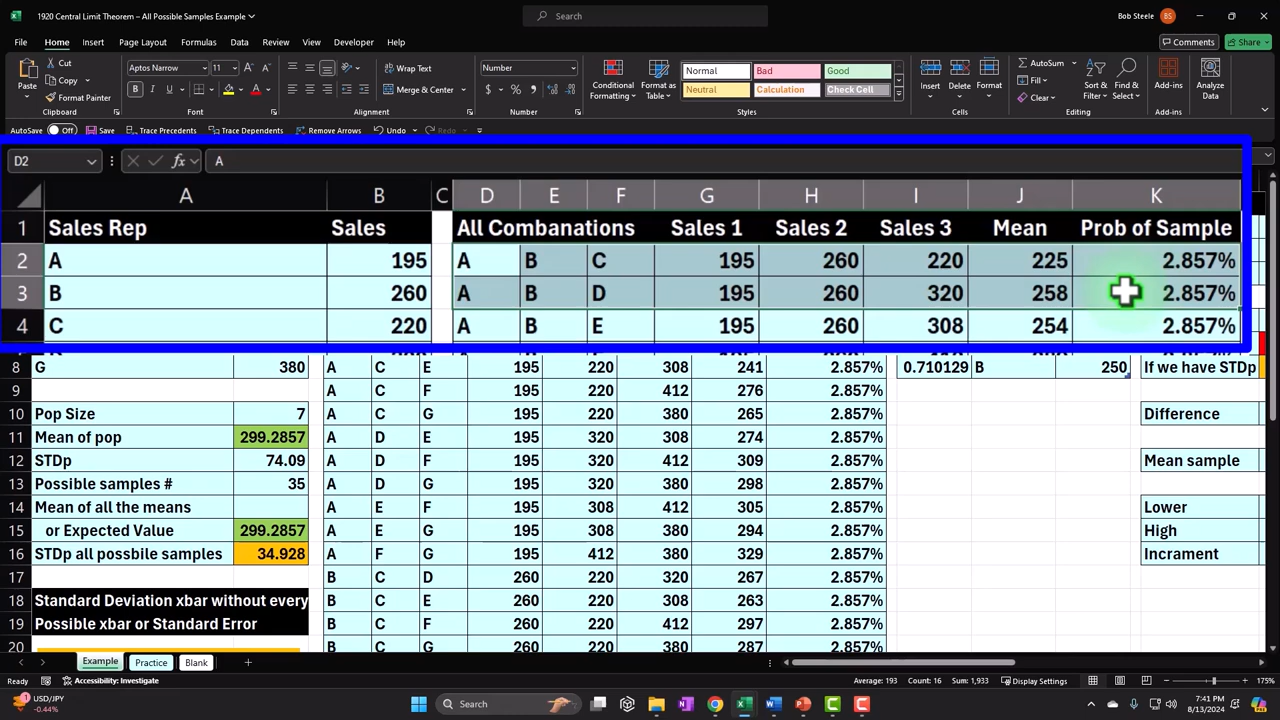 1920 Central Limit Theorem – All Possible Samples Example
Search
Bob Steele BS
File Home Insert Page Layout Formulas Data Review View Developer Help
Comments Share
Paste Cut Copy Format Painter
Clipboard
Aptos Narrow 11
B I U
Font
Wrap Text
Merge & Center
Alignment
Number
$ % ,
Number
Conditional Formatting Format as Table
Normal Bad Good
Neutral Calculation Check Cell
Styles
Insert Delete Format
Cells
AutoSum Fill Clear
Sort & Filter Find & Select
Editing
Add-ins
Add-ins
Analyze Data
AutoSave Off Save Trace Precedents Trace Dependents Remove Arrows Undo Redo
D2 fx A
A B C D E F G H I J K
1 Sales Rep Sales All Combanations Sales 1 Sales 2 Sales 3 Mean Prob of Sample
2 A 195 A B C 195 260 220 225 2.857%
3 B 260 A B D 195 260 320 258 2.857%
4 C 220 A B E 195 260 308 254 2.857%
8 G 380 A C E 195 220 308 241 2.857% 0.710129 B 250 If we have STDp
9 A C F 195 220 412 276 2.857%
10 Pop Size 7 A C G 195 220 380 265 2.857% Difference
11 Mean of pop 299.2857 A D E 195 320 308 274 2.857%
12 STDp 74.09 A D F 195 320 412 309 2.857% Mean sample
13 Possible samples # 35 A D G 195 320 380 298 2.857%
14 Mean of all the means A E F 195 308 412 305 2.857% Lower
15 or Expected Value 299.2857 A E G 195 308 380 294 2.857% High
16 STDp all possbile samples 34.928 A F G 195 412 380 329 2.857% Incrament
17 B C D 260 220 320 267 2.857%
18 Standard Deviation xbar without every B C E 260 220 308 263 2.857%
19 Possible xbar or Standard Error B C F 260 220 412 297 2.857%
20 B C G 260 220 380 287 2.857%
Example Practice Blank
Ready Accessibility: Investigate Average: 193 Count: 16 Sum: 1,933 Display Settings 175%
USD/JPY
-0.44%
Search
7:41 PM
8/13/2024